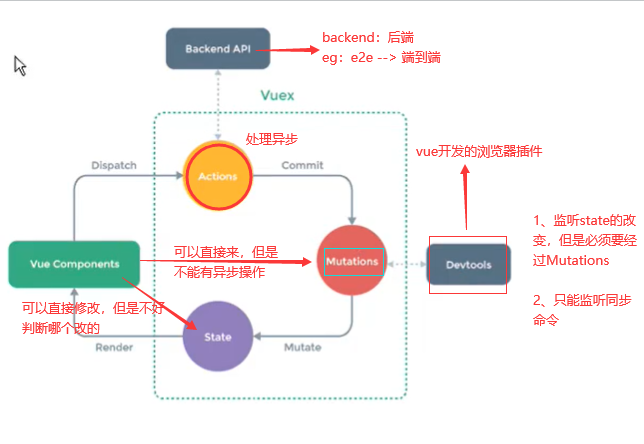 Backend API
backend：后端
eg：e2e --> 端到端
Vuex
处理异步
Dispatch
Actions
Commit
vue开发的浏览器插件
可以直接来，但是
不能有异步操作
Vue Components
Mutations
Devtools
1、监听state的改
变，但是必须要经
过Mutations
2、只能监听同步
命令
可以直接修改，但是不好
判断哪个改的
State
Render
Mutate